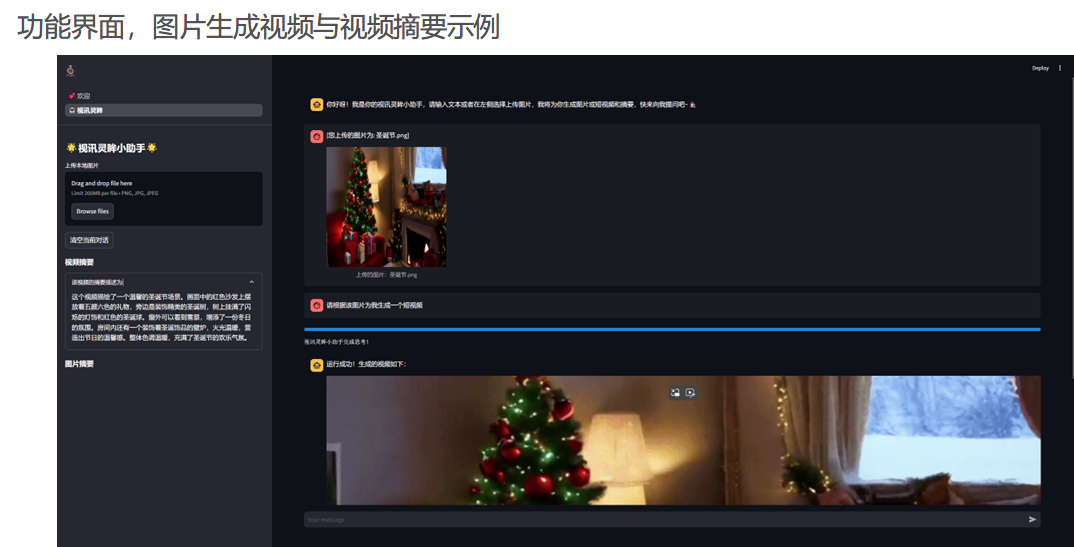 功能界面，图片生成视频与视频摘要示例
Deploy
欢迎
视讯灵眸
🌟视讯灵眸小助手🌟
上传本地图片
Drag and drop file here
Limit 200MB per file • PNG, JPG, JPEG
Browse files
清空当前对话
视频摘要
该视频的摘要描述为:
这个视频描绘了一个温馨的圣诞节场景。画面中的红色沙发上摆
放着五颜六色的礼物，旁边是装饰精美的圣诞树，树上挂满了闪
烁的灯饰和红色的圣诞球。窗外可以看到雪景，增添了一份冬日
的氛围。房间内还有一个装饰着圣诞饰品的壁炉，火光温暖，营
造出节日的温馨感。整体色调温暖，充满了圣诞节的欢乐气氛。
图片摘要
你好呀！我是你的视讯灵眸小助手，请输入文本或者在左侧选择上传图片，我将为你生成图片或短视频和摘要，快来向我提问吧~
[您上传的图片为: 圣诞节.png]
上传的图片：圣诞节.png
请根据该图片为我生成一个短视频
视讯灵眸小助手完成思考！
运行成功！生成的视频如下：
Your message